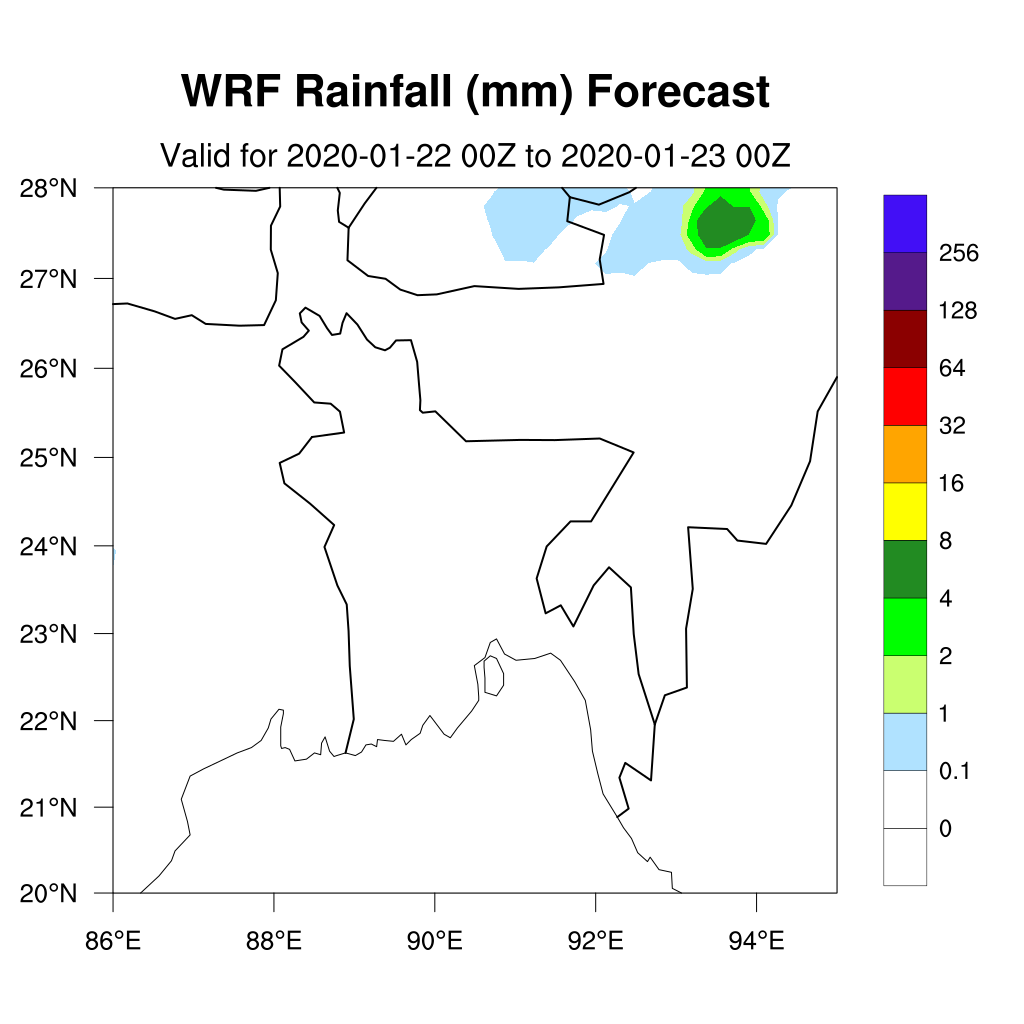 WRF Rainfall (mm) Forecast
Valid for 2020-01-22 00Z to 2020-01-23 00Z
28°N
27°N
26°N
25°N
24°N
23°N
22°N
21°N
20°N
86°E 88°E 90°E 92°E 94°E
256
128
64
32
16
8
4
2
1
0.1
0